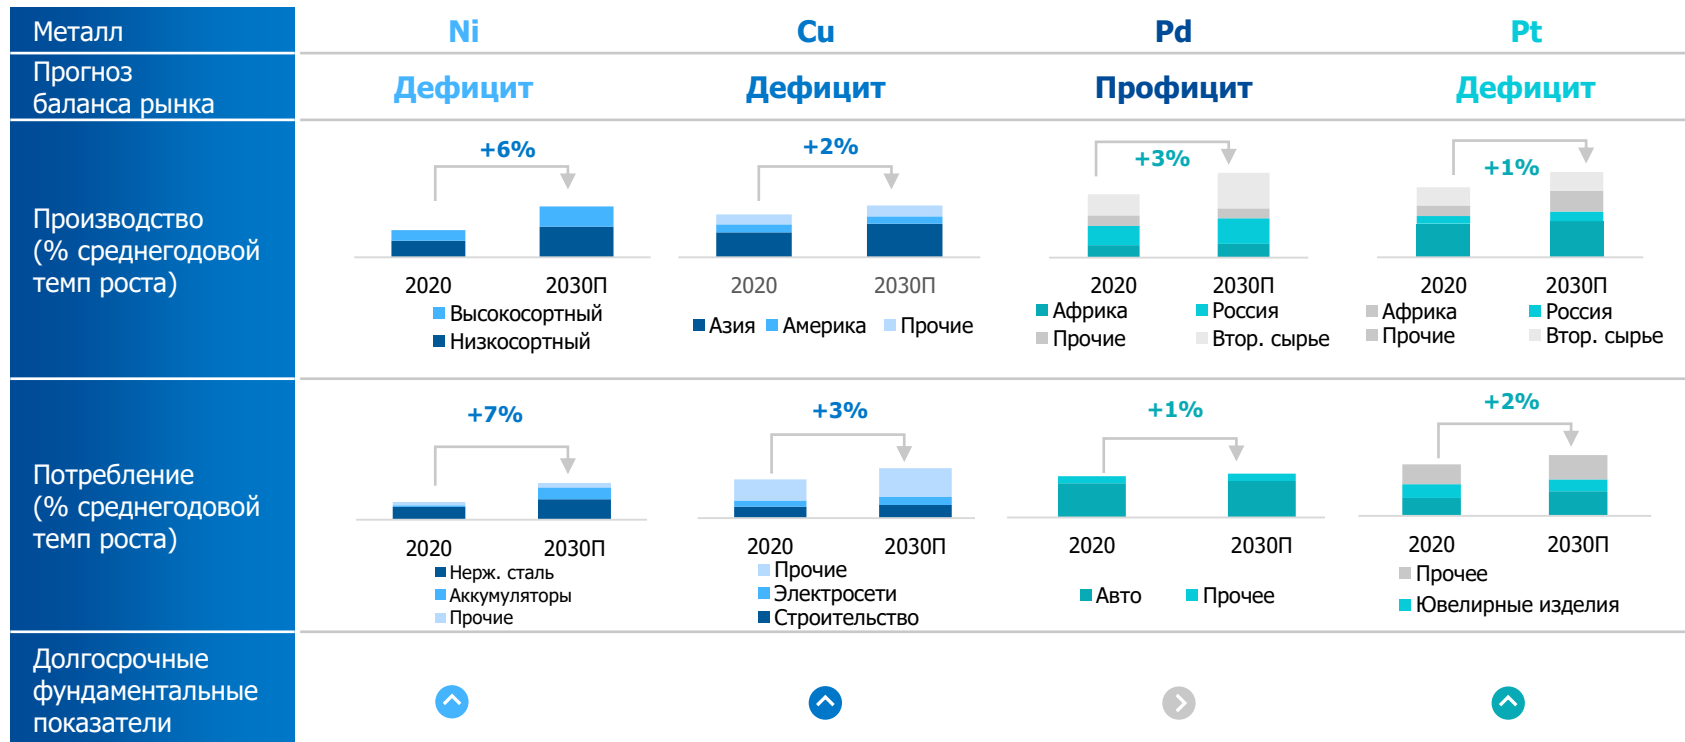 Металл
Ni
Cu
Pd
Pt
Прогноз
баланса рынка
Дефицит
Дефицит
Профицит
Дефицит
Производство
(% среднегодовой
темп роста)
+6%
2020
2030П
Высокосортный
Низкосортный
+2%
2020
2030П
Азия
Америка
Прочие
+3%
2020
2030П
Африка
Россия
Прочие
Втор. сырье
+1%
2020
2030П
Африка
Россия
Прочие
Втор. сырье
Потребление
(% среднегодовой
темп роста)
+7%
2020
2030П
Нерж. сталь
Аккумуляторы
Прочие
+3%
2020
2030П
Прочие
Электросети
Строительство
+1%
2020
2030П
Авто
Прочее
+2%
2020
2030П
Прочее
Ювелирные изделия
Долгосрочные
фундаментальные
показатели